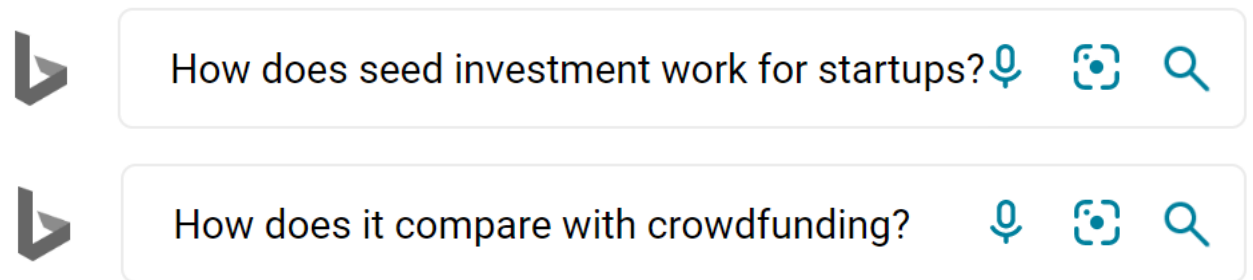 How does seed investment work for startups?
How does it compare with crowdfunding?